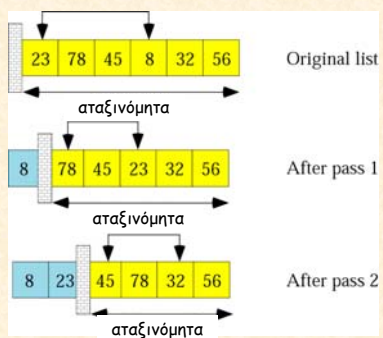 23 78 45 8 32 56 Original list
αταξινόμητα
8 78 45 23 32 56 After pass 1
αταξινόμητα
8 23 45 78 32 56 After pass 2
αταξινόμητα